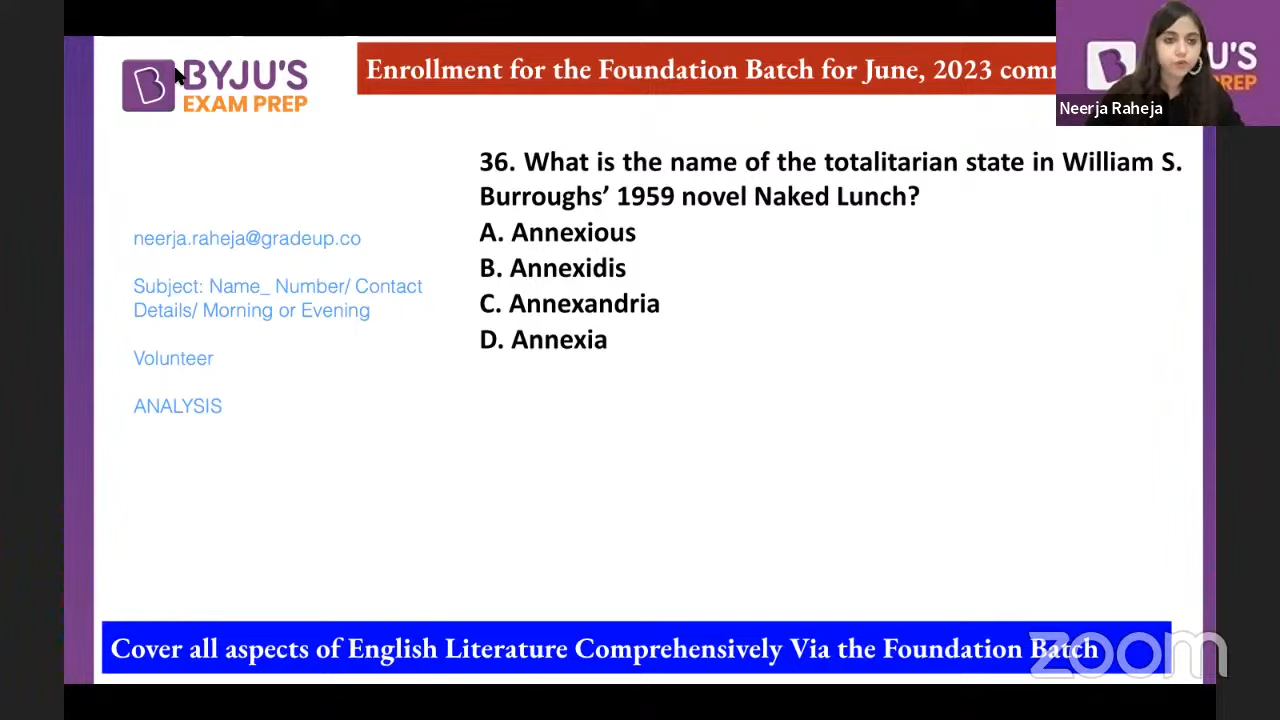 BYJU'S
EXAM PREP
Enrollment for the Foundation Batch for June, 2023
JU'S
REP
Neerja Raheja
36. What is the name of the totalitarian state in William S.
Burroughs’ 1959 novel Naked Lunch?
A. Annexious
B. Annexidis
C. Annexandria
D. Annexia
neerja.raheja@gradeup.co
Subject: Name_ Number/ Contact
Details/ Morning or Evening
Volunteer
ANALYSIS
Cover all aspects of English Literature Comprehensively Via the Foundation Batch
zoom